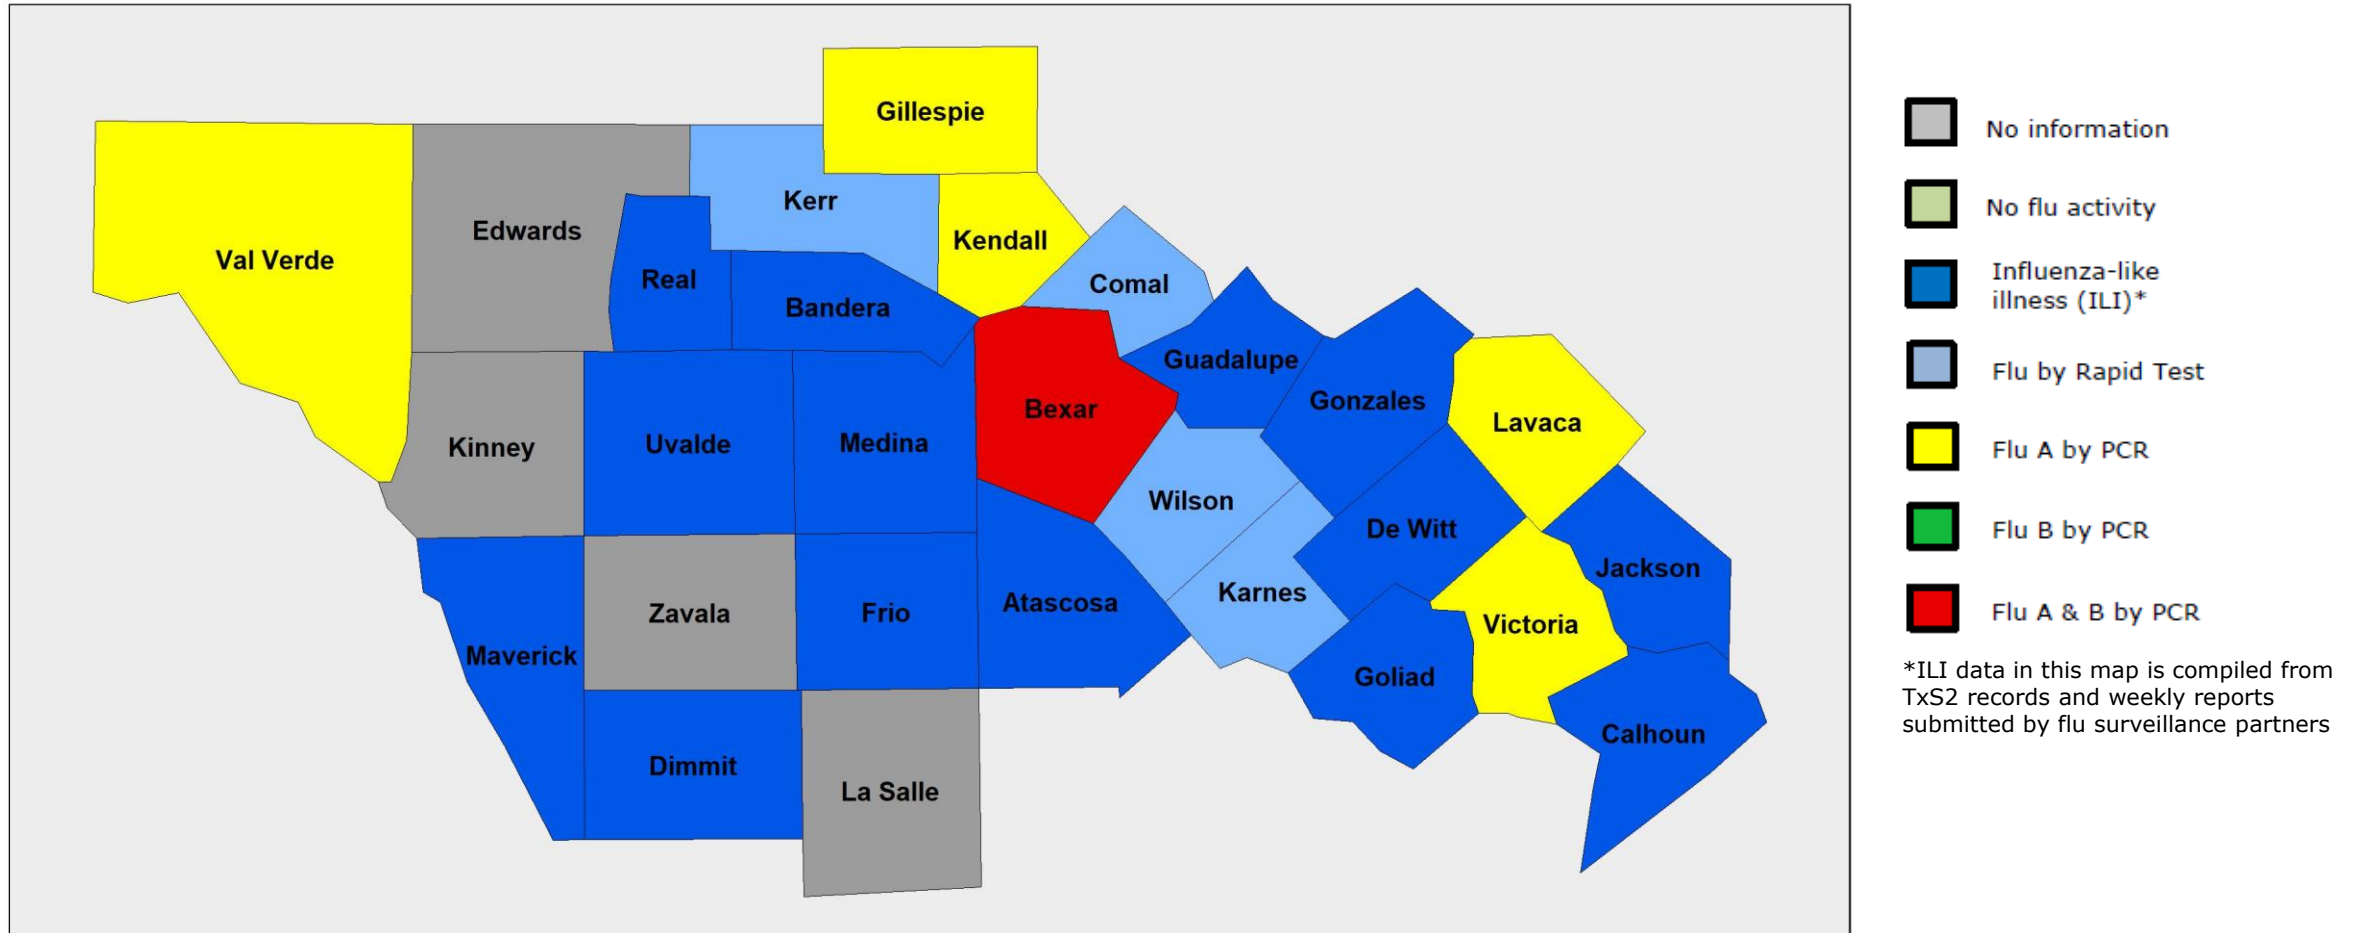 Gillespie
Kerr
Edwards
Kendall
Val Verde
Real
Comal
Bandera
Guadalupe
Gonzales
Bexar
Lavaca
Kinney
Uvalde
Medina
Wilson
De Witt
Jackson
Karnes
Atascosa
Zavala
Frio
Victoria
Maverick
Goliad
Calhoun
Dimmit
La Salle
No information
No flu activity
Influenza-like
illness (ILI)*
Flu by Rapid Test
Flu A by PCR
Flu B by PCR
Flu A & B by PCR
*ILI data in this map is compiled from
TxS2 records and weekly reports
submitted by flu surveillance partners